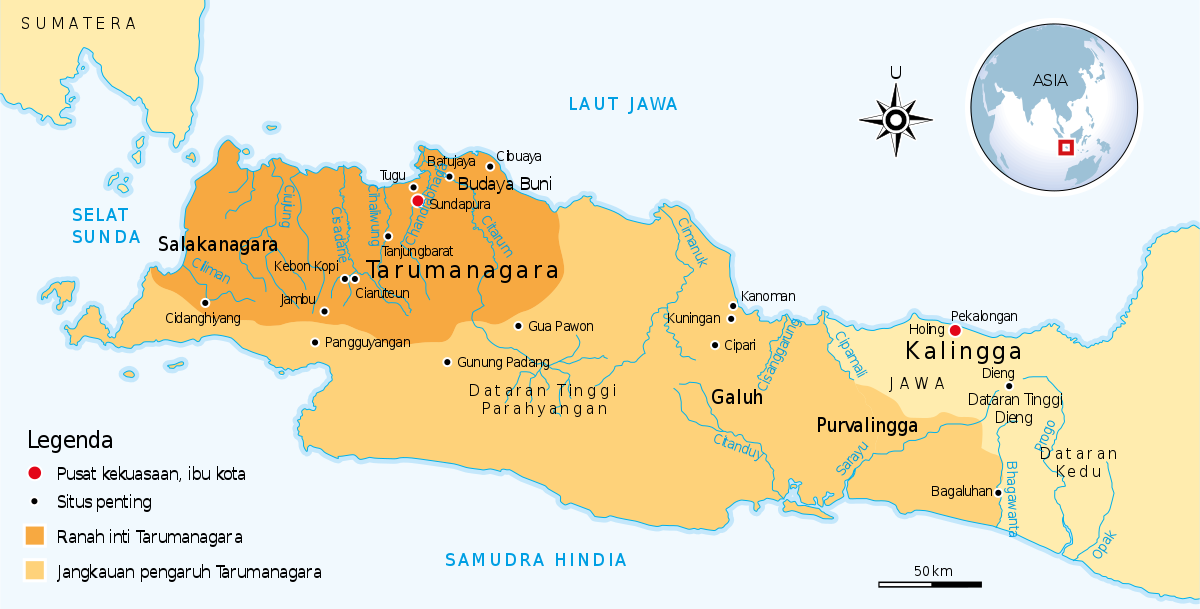 SUMATERA
U
ASIA
LAUT JAWA
SELAT
SUNDA
Cibuaya
Batujaya
Tugu
Budaya Buni
Sundapura
Ciujung
Cisadane
Ciliwung
Chandrabhaga
Citarum
Salakanagara
Tanjungbarat
Ciliman
Kebon Kopi
Tarumanagara
Ciaruteun
Jambu
Cidanghiyang
Cimanuk
Kanoman
Kuningan
Gua Pawon
Pangguyangan
Cipari
Cisanggarung
Cipamali
Pekalongan
Holing
Kalingga
Gunung Padang
Dieng
JAWA
Dataran Tinggi
Parahyangan
Galuh
Dataran Tinggi
Dieng
Purvalingga
Progo
Dataran
Kedu
Citanduy
Sarayu
Bhagawanta
Bagaluhan
Opak
Legenda
Pusat kekuasaan, ibu kota
Situs penting
Ranah inti Tarumanagara
Jangkauan pengaruh Tarumanagara
SAMUDRA HINDIA
50 km